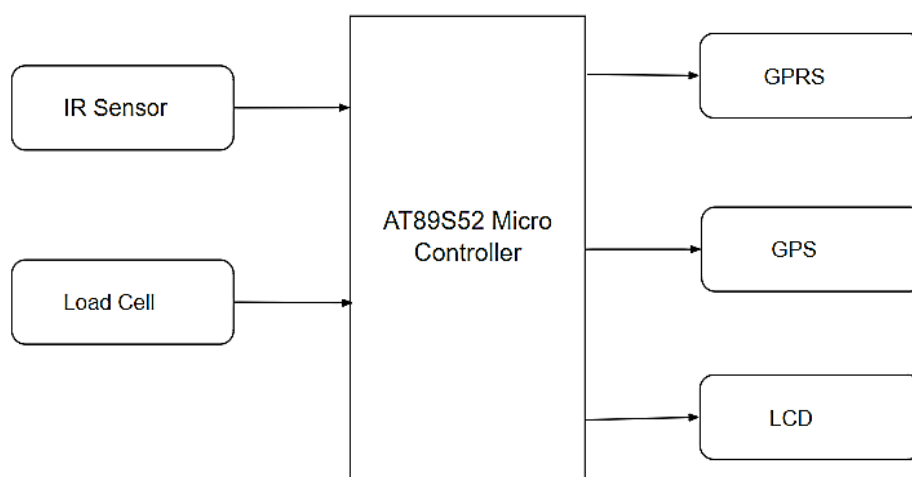 IR Sensor
Load Cell
AT89S52 Micro
Controller
GPRS
GPS
LCD